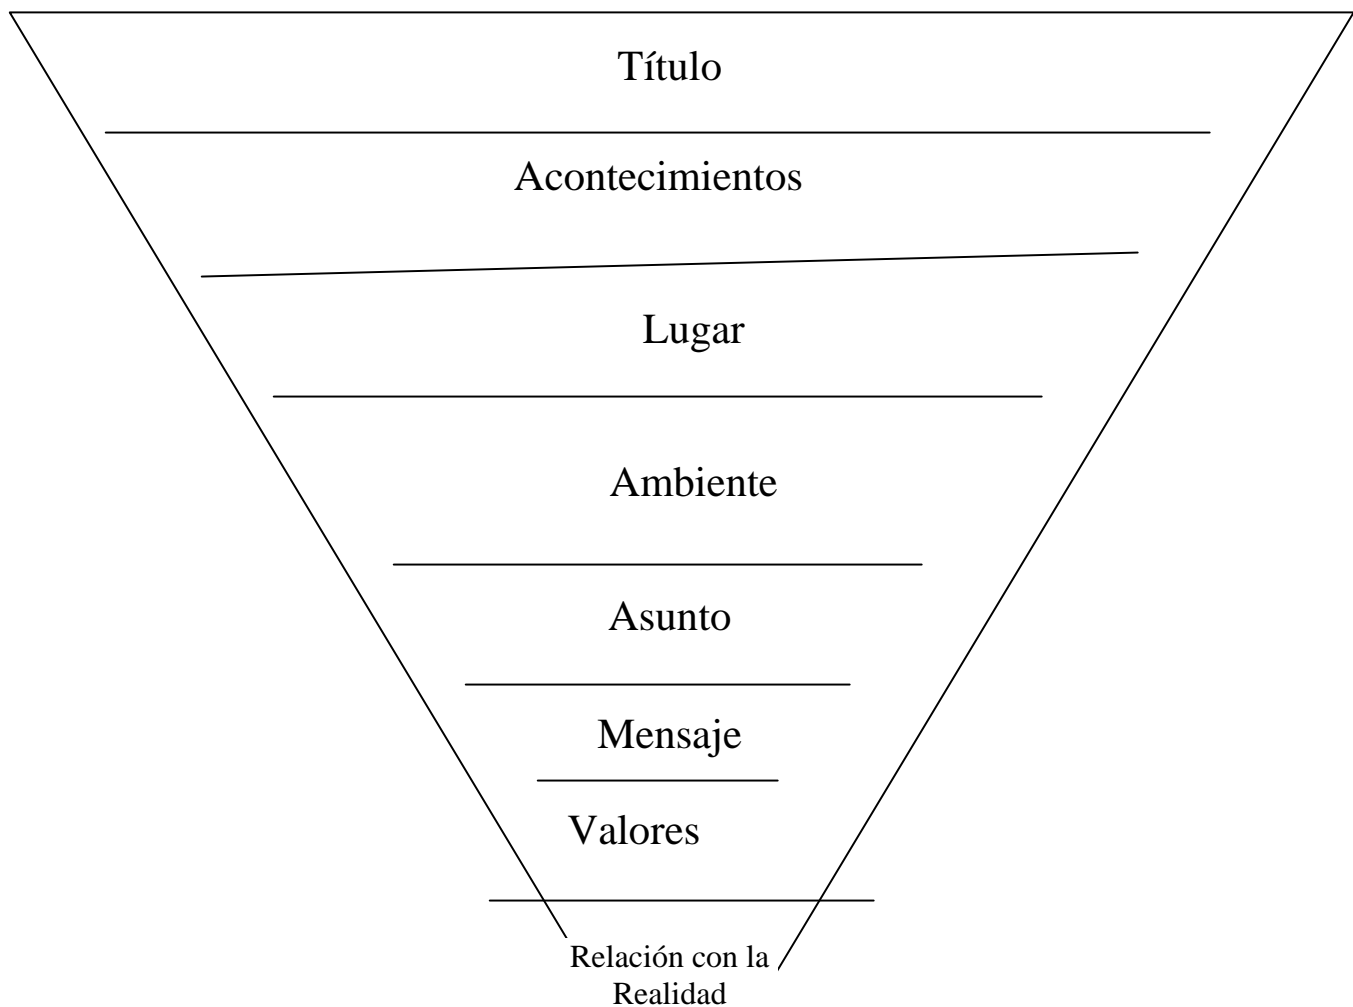 Título
Acontecimientos
Lugar
Ambiente
Asunto
Mensaje
Valores
Relación con la
Realidad